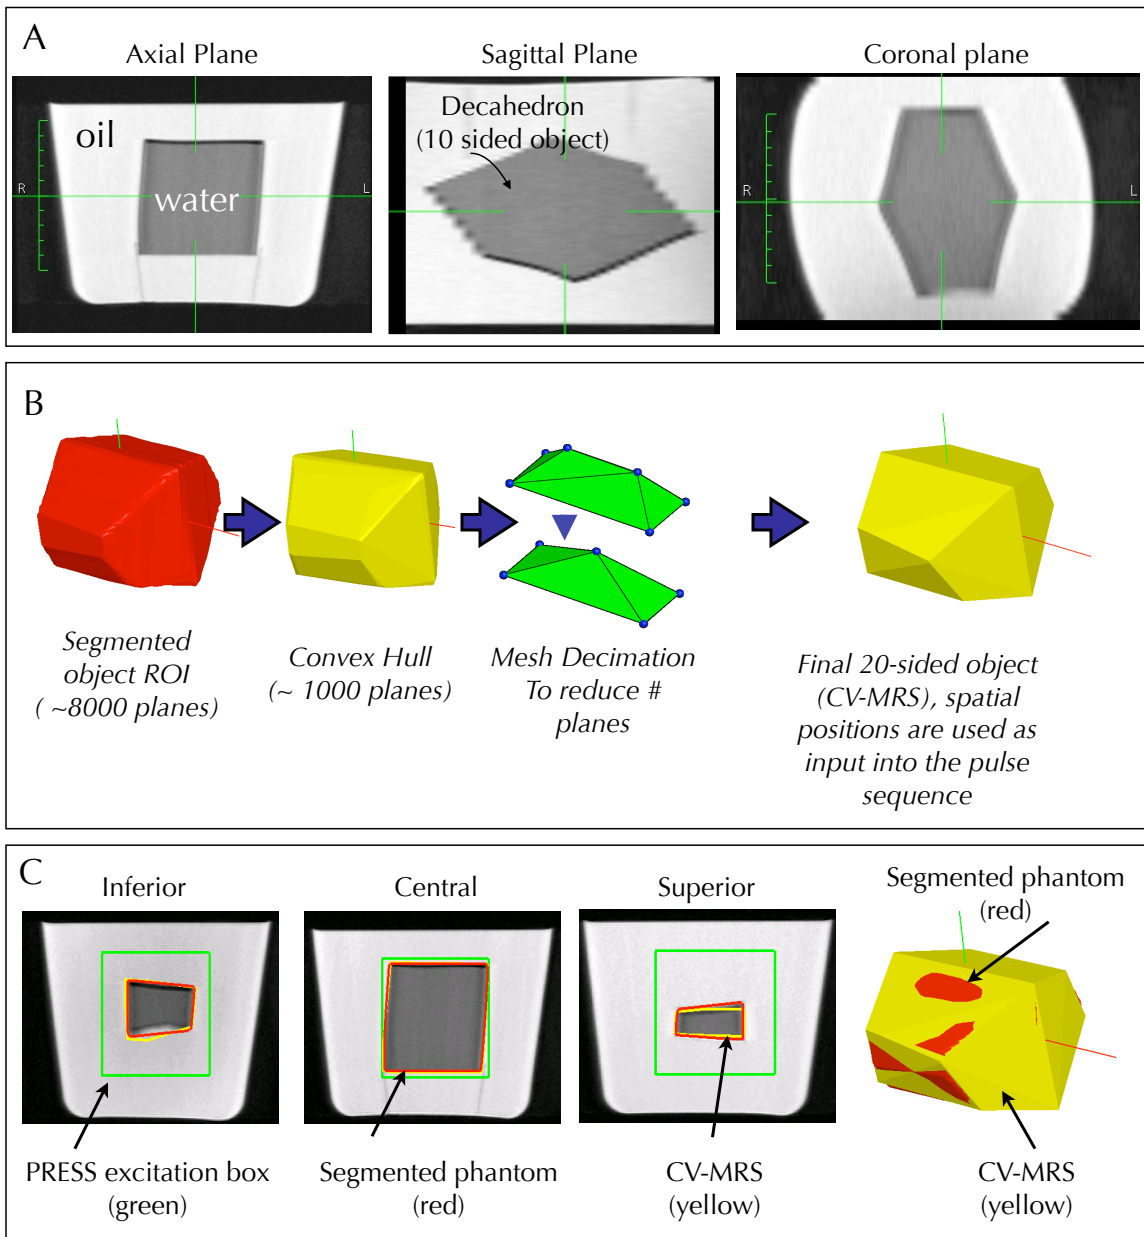 A
Axial Plane
Sagittal Plane
Coronal plane
oil
water
R
L
Decahedron
(10 sided object)
R
L
B
Segmented
object ROI
( ~8000 planes)
Convex Hull
(~ 1000 planes)
Mesh Decimation
To reduce #
planes
Final 20-sided object
(CV-MRS), spatial
positions are used as
input into the pulse
sequence
C
Inferior
Central
Superior
Segmented phantom
(red)
PRESS excitation box
(green)
Segmented phantom
(red)
CV-MRS
(yellow)
CV-MRS
(yellow)